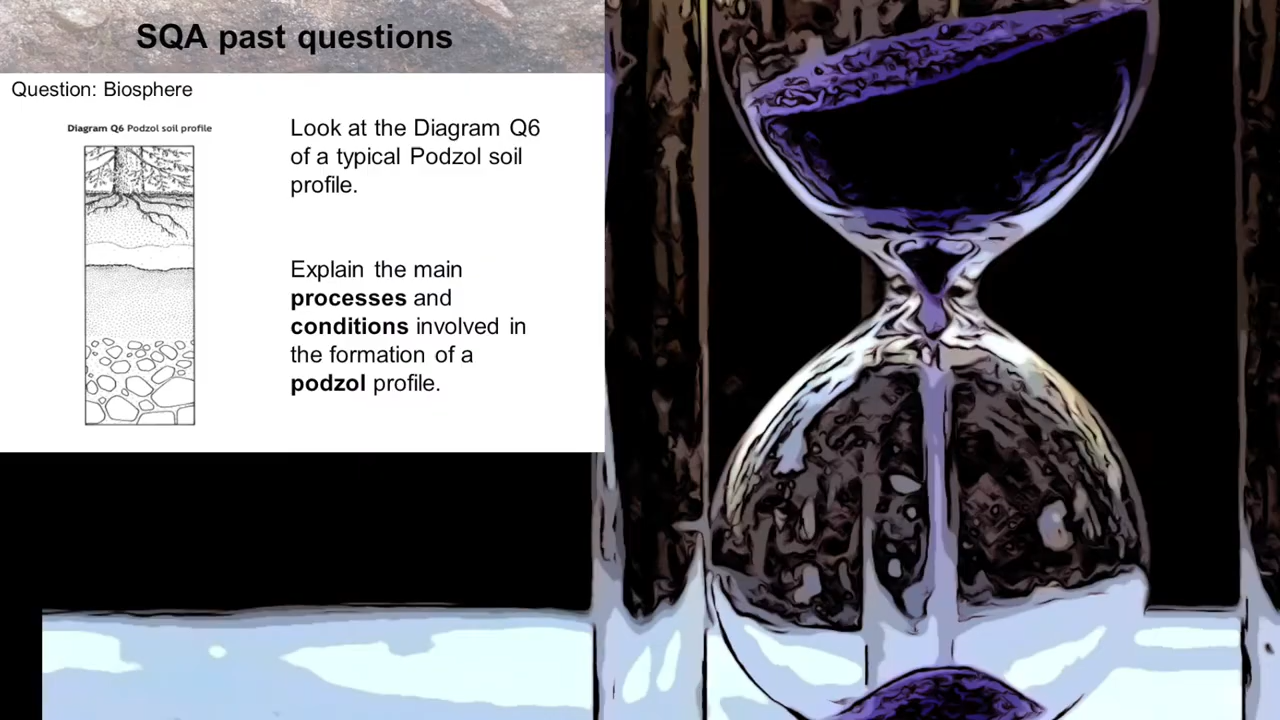 SQA past questions
Question: Biosphere
Diagram Q6 Podzol soil profile
Look at the Diagram Q6
of a typical Podzol soil
profile.
Explain the main
processes and
conditions involved in
the formation of a
podzol profile.